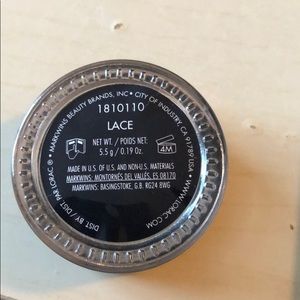 MARKWINS BEAUTY BRANDS, INC • CITY OF INDUSTRY CA 91789 USA • WWW.LORAC.COM
DIST. BY / DIST. PAR LORAC®
1810110
LACE
NET WT. / POIDS NET.
5.5 g / 0.19 Oz.
4M
MADE IN U.S. OF U.S. AND NON-U.S. MATERIALS
MARKWINS: MONTORNÉS DEL VALLÉS, ES 08170
MARKWINS: BASINGSTOKE, G.B. RG24 8WG